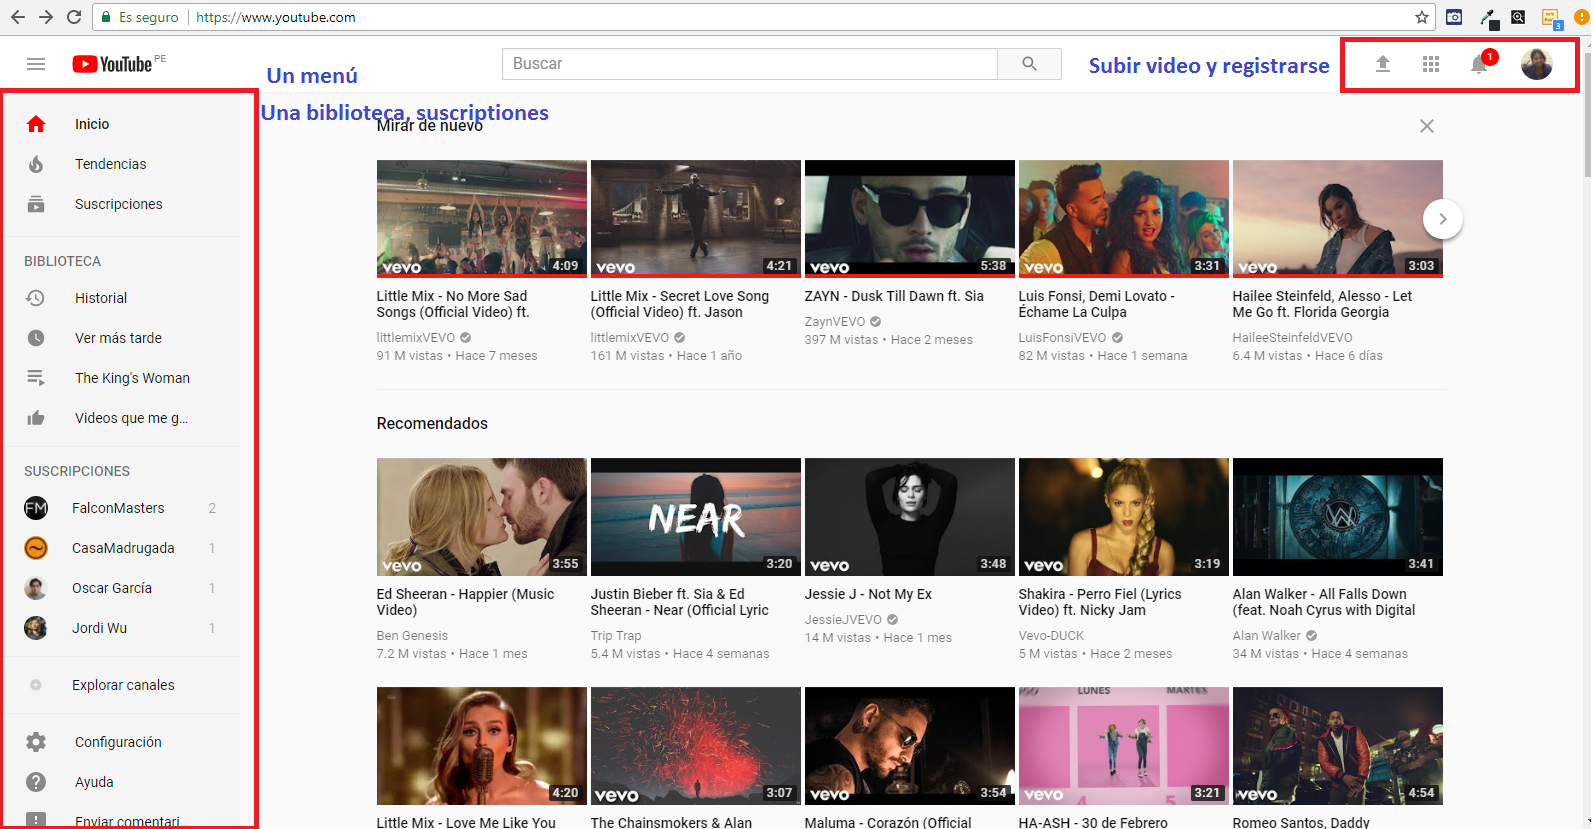 Es seguro
https://www.youtube.com
3
YouTube PE
Un menú
Buscar
Subir video y registrarse
1
Una biblioteca, suscriptiones
Inicio
Tendencias
Suscripciones
BIBLIOTECA
Historial
Ver más tarde
The King's Woman
Videos que me g...
SUSCRIPCIONES
FM FalconMasters 2
CasaMadrugada 1
Oscar García 1
Jordi Wu 1
Explorar canales
Configuración
Ayuda
Enviar comentari...
Mirar de nuevo
vevo 4:09
vevo 4:21
vevo 5:38
vevo 3:31
vevo 3:03
Little Mix - No More Sad
Songs (Official Video) ft.
littlemixVEVO
91 M vistas • Hace 7 meses
Little Mix - Secret Love Song
(Official Video) ft. Jason
littlemixVEVO
161 M vistas • Hace 1 año
ZAYN - Dusk Till Dawn ft. Sia
ZaynVEVO
397 M vistas • Hace 2 meses
Luis Fonsi, Demi Lovato -
Échame La Culpa
LuisFonsiVEVO
82 M vistas • Hace 1 semana
Hailee Steinfeld, Alesso - Let
Me Go ft. Florida Georgia
HaileeSteinfeldVEVO
6.4 M vistas • Hace 6 días
Recomendados
vevo 3:55
NEAR 3:20
vevo 3:48
vevo 3:19
3:41
Ed Sheeran - Happier (Music
Video)
Ben Genesis
7.2 M vistas • Hace 1 mes
Justin Bieber ft. Sia & Ed
Sheeran - Near (Official Lyric
Trip Trap
5.4 M vistas • Hace 4 semanas
Jessie J - Not My Ex
JessieJVEVO
14 M vistas • Hace 1 mes
Shakira - Perro Fiel (Lyrics
Video) ft. Nicky Jam
Vevo-DUCK
5 M vistas • Hace 2 meses
Alan Walker - All Falls Down
(feat. Noah Cyrus with Digital
Alan Walker
34 M vistas • Hace 4 semanas
4:20
vevo 3:07
vevo 3:54
LUNES MARTES
4 5
vevo 3:21
vevo 4:54
Little Mix - Love Me Like You
The Chainsmokers & Alan
Maluma - Corazón (Official
HA-ASH - 30 de Febrero
Romeo Santos, Daddy